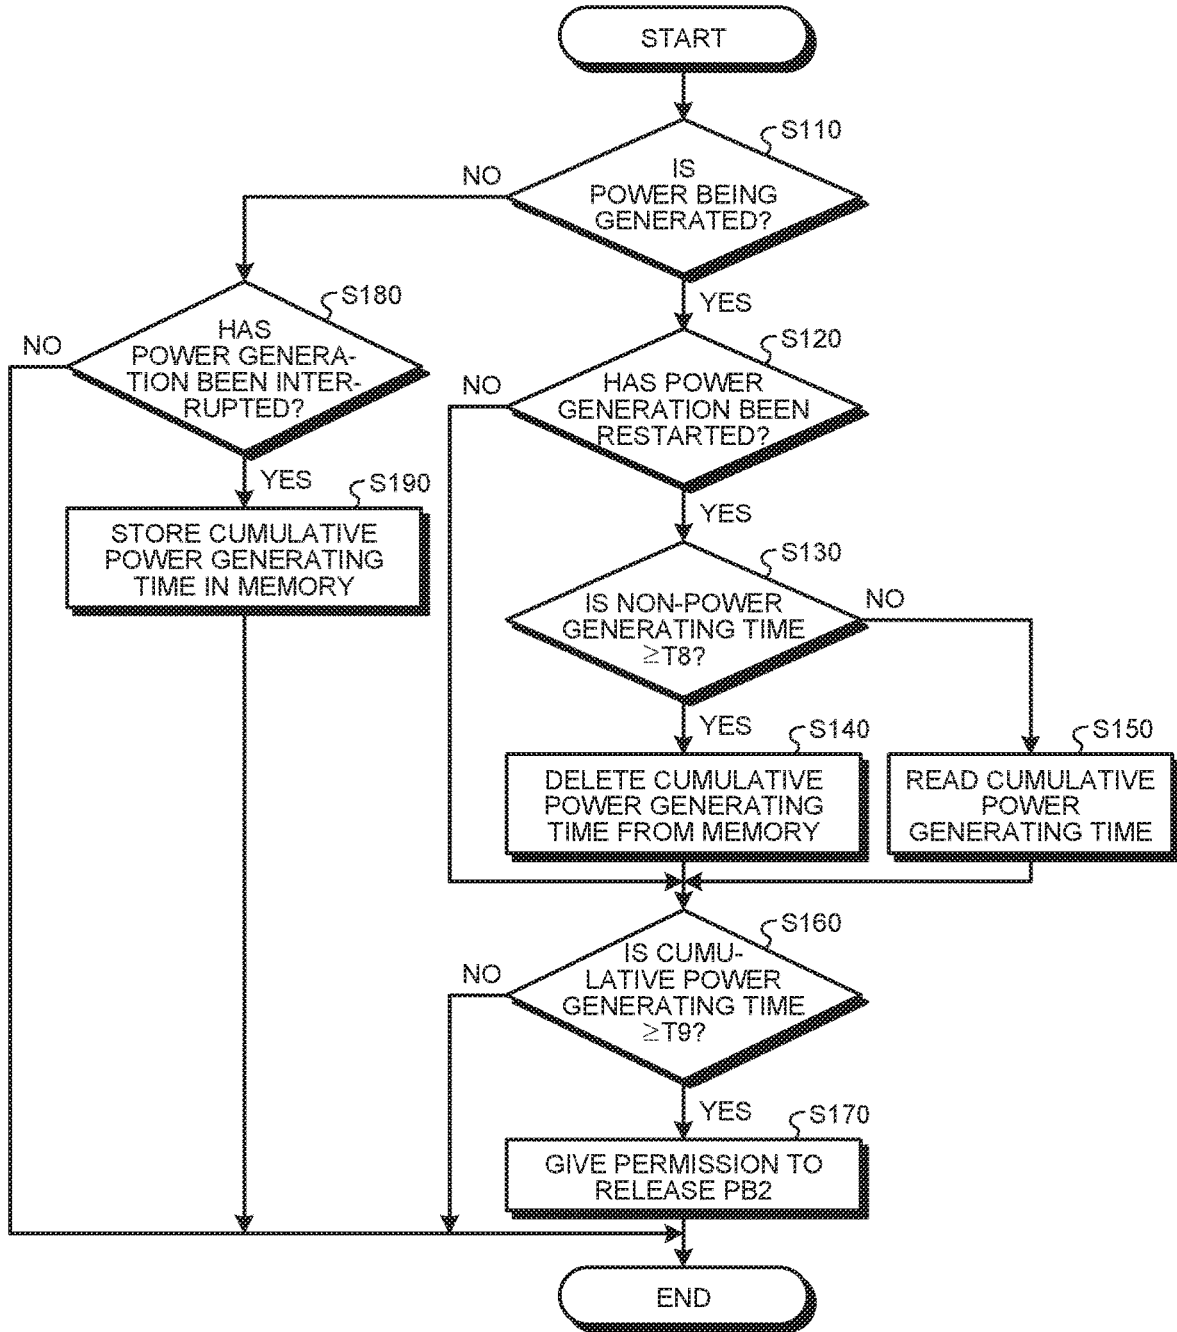 START
S110
IS
POWER BEING
GENERATED?
NO
YES
S180
HAS
POWER GENERA-
TION BEEN INTER-
RUPTED?
NO
YES
S120
HAS POWER
GENERATION BEEN
RESTARTED?
NO
YES
S190
STORE CUMULATIVE
POWER GENERATING
TIME IN MEMORY
S130
IS NON-POWER
GENERATING TIME
≥T8?
NO
YES
S140
DELETE CUMULATIVE
POWER GENERATING
TIME FROM MEMORY
S150
READ CUMULATIVE
POWER
GENERATING TIME
S160
IS CUMU-
LATIVE POWER
GENERATING TIME
≥T9?
NO
YES
S170
GIVE PERMISSION TO
RELEASE PB2
END